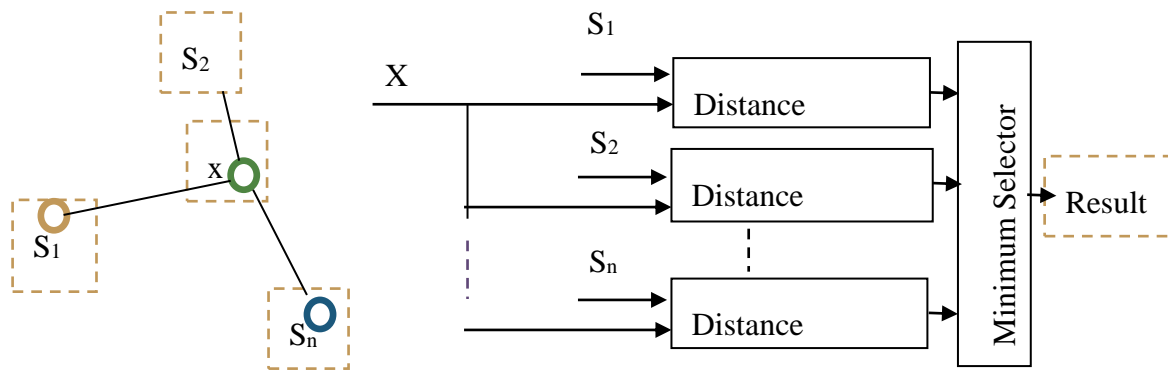 S₂
x
S₁
Sₙ
X
S₁
Distance
S₂
Distance
Sₙ
Distance
Minimum Selector
Result